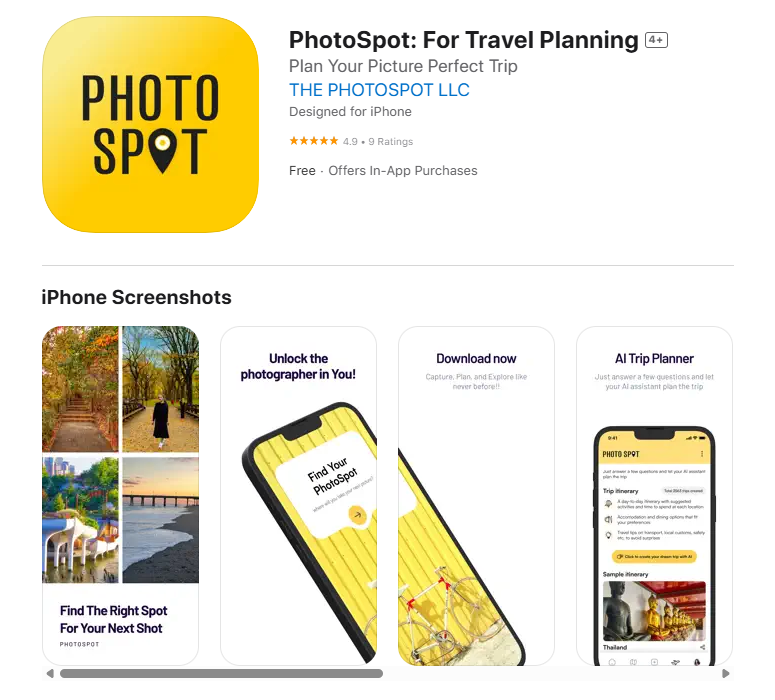 PHOTO
SPOT
PhotoSpot: For Travel Planning 4+
Plan Your Picture Perfect Trip
THE PHOTOSPOT LLC
Designed for iPhone
4.9 • 9 Ratings
Free · Offers In-App Purchases
iPhone Screenshots
Find The Right Spot
For Your Next Shot
PHOTOSPOT
Unlock the
photographer in You!
Find Your
PhotoSpot
where will you take your next picture?
Download now
Capture, Plan, and Explore like
never before!!
AI Trip Planner
Just answer a few questions and let
your AI assistant plan the trip
9:41
PHOTO SPOT
Just answer a few questions and let your AI assistant
plan the trip
Trip itinerary
A day-to-day itinerary with suggested
activities and time to spend at each location
Accomodation and dining options that fit
your preferences
Travel tips on transport, local customs, safety
etc. to avoid surprises
Click to create your dream trip with AI
Sample itinerary
Thailand